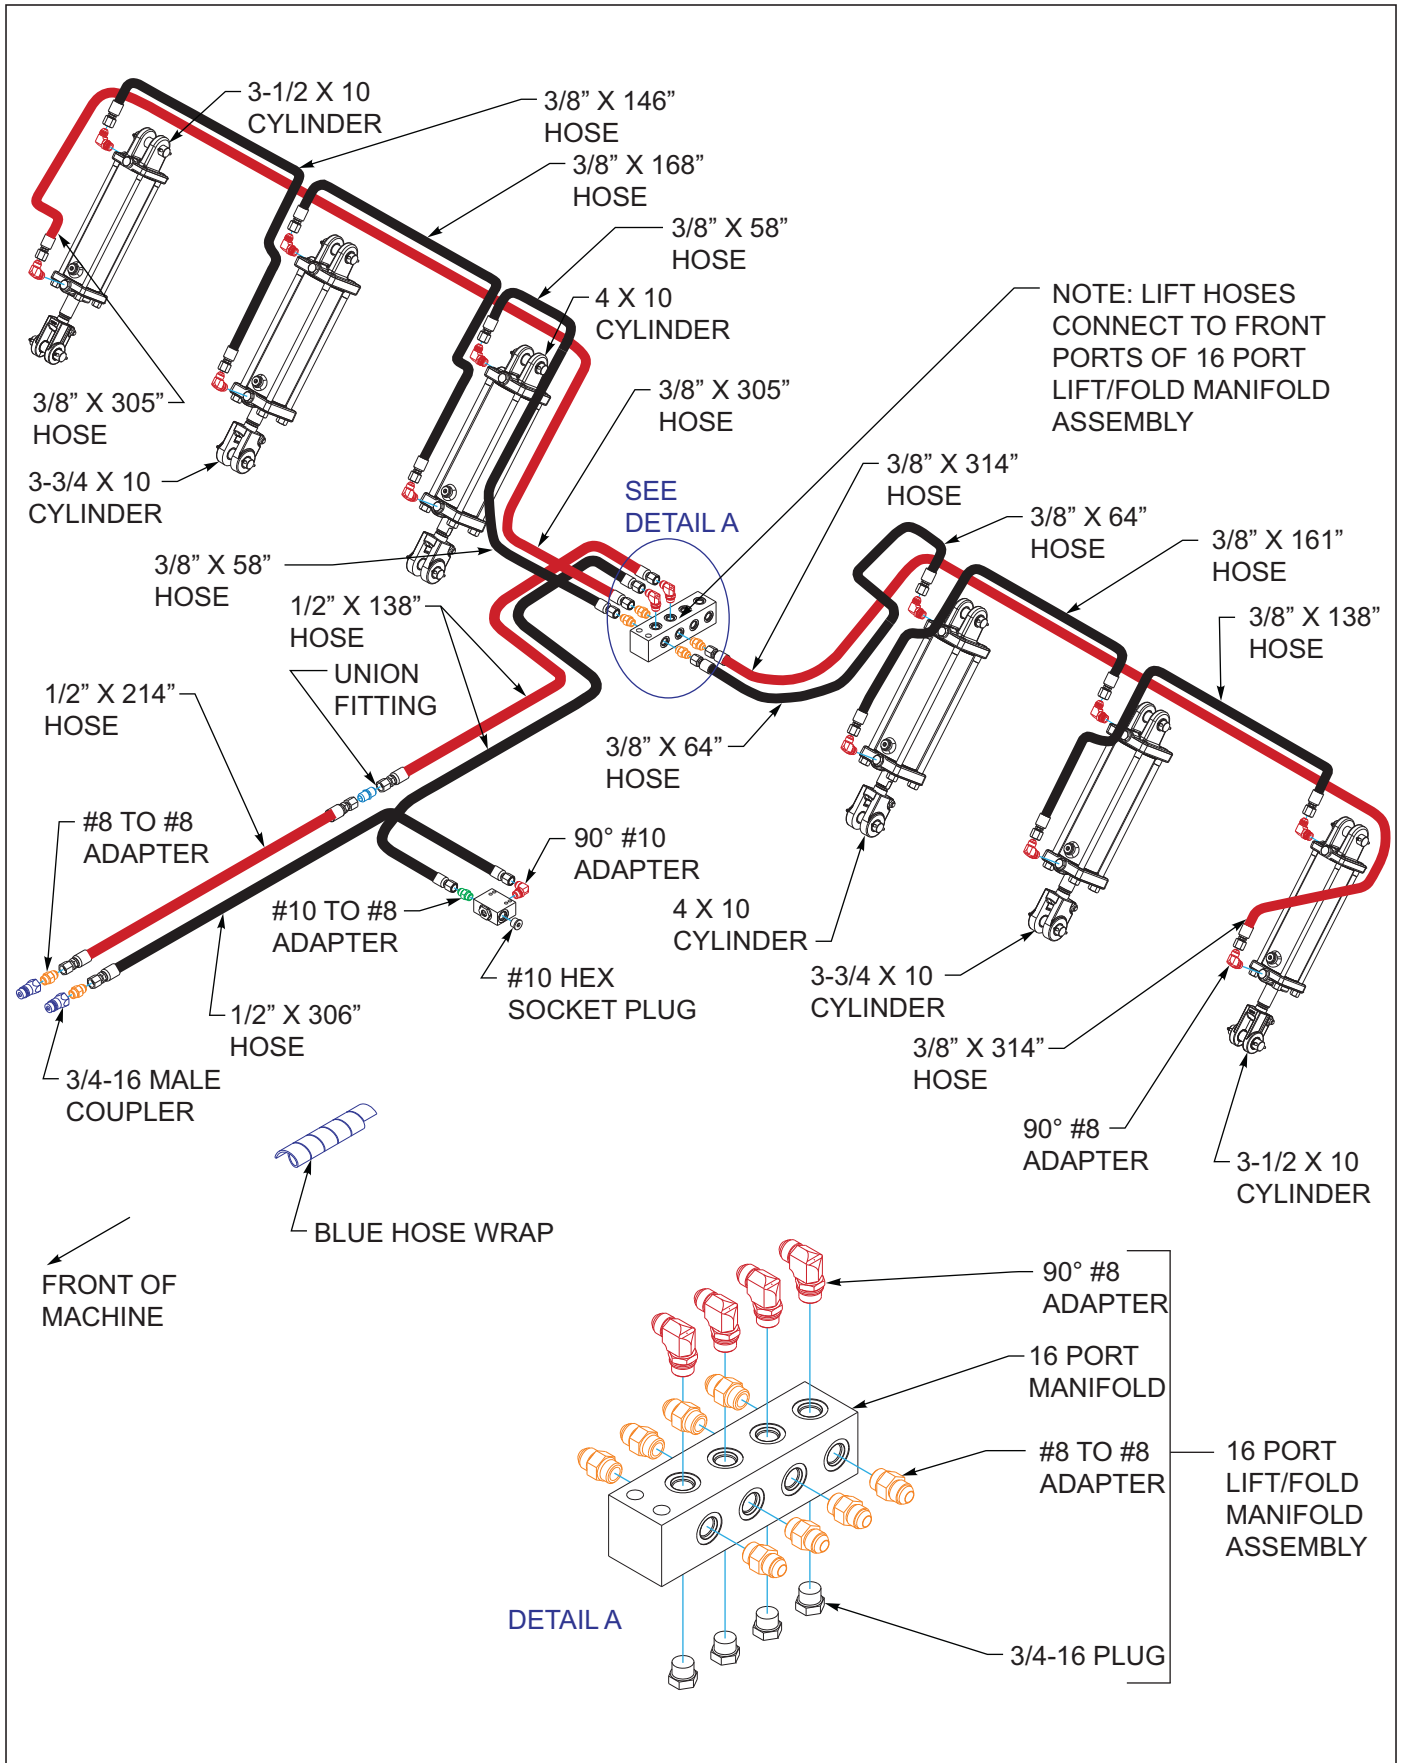 3-1/2 X 10
CYLINDER
3/8” X 146”
HOSE
3/8” X 168”
HOSE
3/8” X 58”
HOSE
4 X 10
CYLINDER
NOTE: LIFT HOSES
CONNECT TO FRONT
PORTS OF 16 PORT
LIFT/FOLD MANIFOLD
ASSEMBLY
3/8” X 305”
HOSE
3/8” X 305”
HOSE
3-3/4 X 10
CYLINDER
SEE
DETAIL A
3/8” X 314”
HOSE
3/8” X 64”
HOSE
3/8” X 161”
HOSE
3/8” X 58”
HOSE
1/2” X 138”
HOSE
3/8” X 138”
HOSE
UNION
FITTING
1/2” X 214”
HOSE
3/8” X 64”
HOSE
#8 TO #8
ADAPTER
90° #10
ADAPTER
#10 TO #8
ADAPTER
4 X 10
CYLINDER
#10 HEX
SOCKET PLUG
3-3/4 X 10
CYLINDER
1/2” X 306”
HOSE
3/8” X 314”
HOSE
3/4-16 MALE
COUPLER
90° #8
ADAPTER
3-1/2 X 10
CYLINDER
BLUE HOSE WRAP
FRONT OF
MACHINE
90° #8
ADAPTER
16 PORT
MANIFOLD
#8 TO #8
ADAPTER
16 PORT
LIFT/FOLD
MANIFOLD
ASSEMBLY
DETAIL A
3/4-16 PLUG